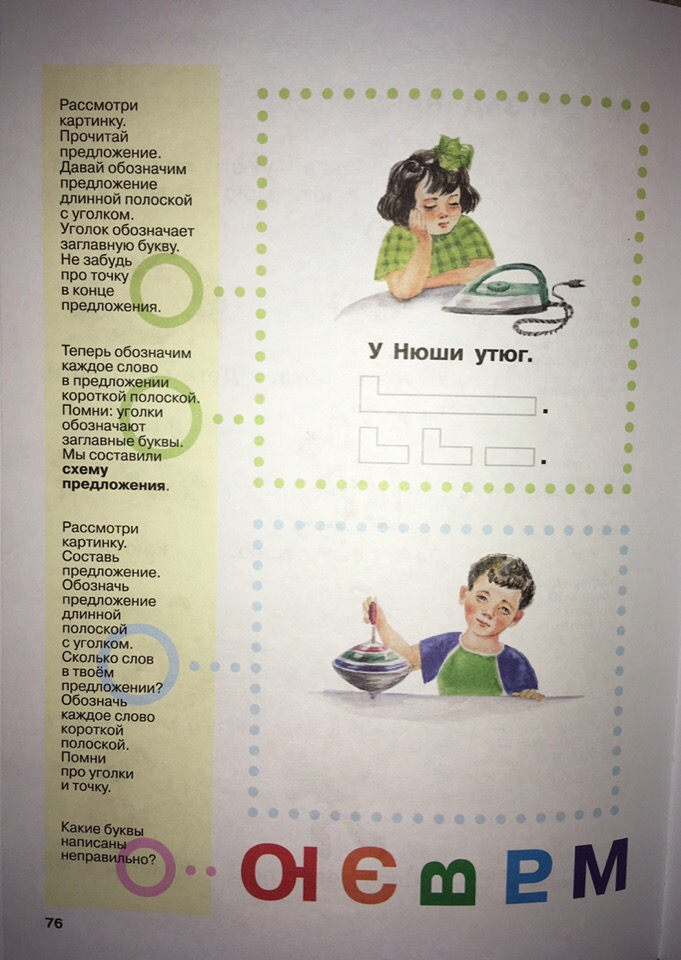 Рассмотри
картинку.
Прочитай
предложение.
Давай обозначим
предложение
длинной полоской
с уголком.
Уголок обозначает
заглавную букву.
Не забудь
про точку
в конце
предложения.
У Нюши утюг.
Теперь обозначим
каждое слово
в предложении
короткой полоской.
Помни: уголки
обозначают
заглавные буквы.
Мы составили
схему
предложения.
Рассмотри
картинку.
Составь
предложение.
Обозначь
предложение
длинной
полоской
с уголком.
Сколько слов
в твоём
предложении?
Обозначь
каждое слово
короткой
полоской.
Помни
про уголки
и точку.
Какие буквы
написаны
неправильно?
Ю Э В М
76